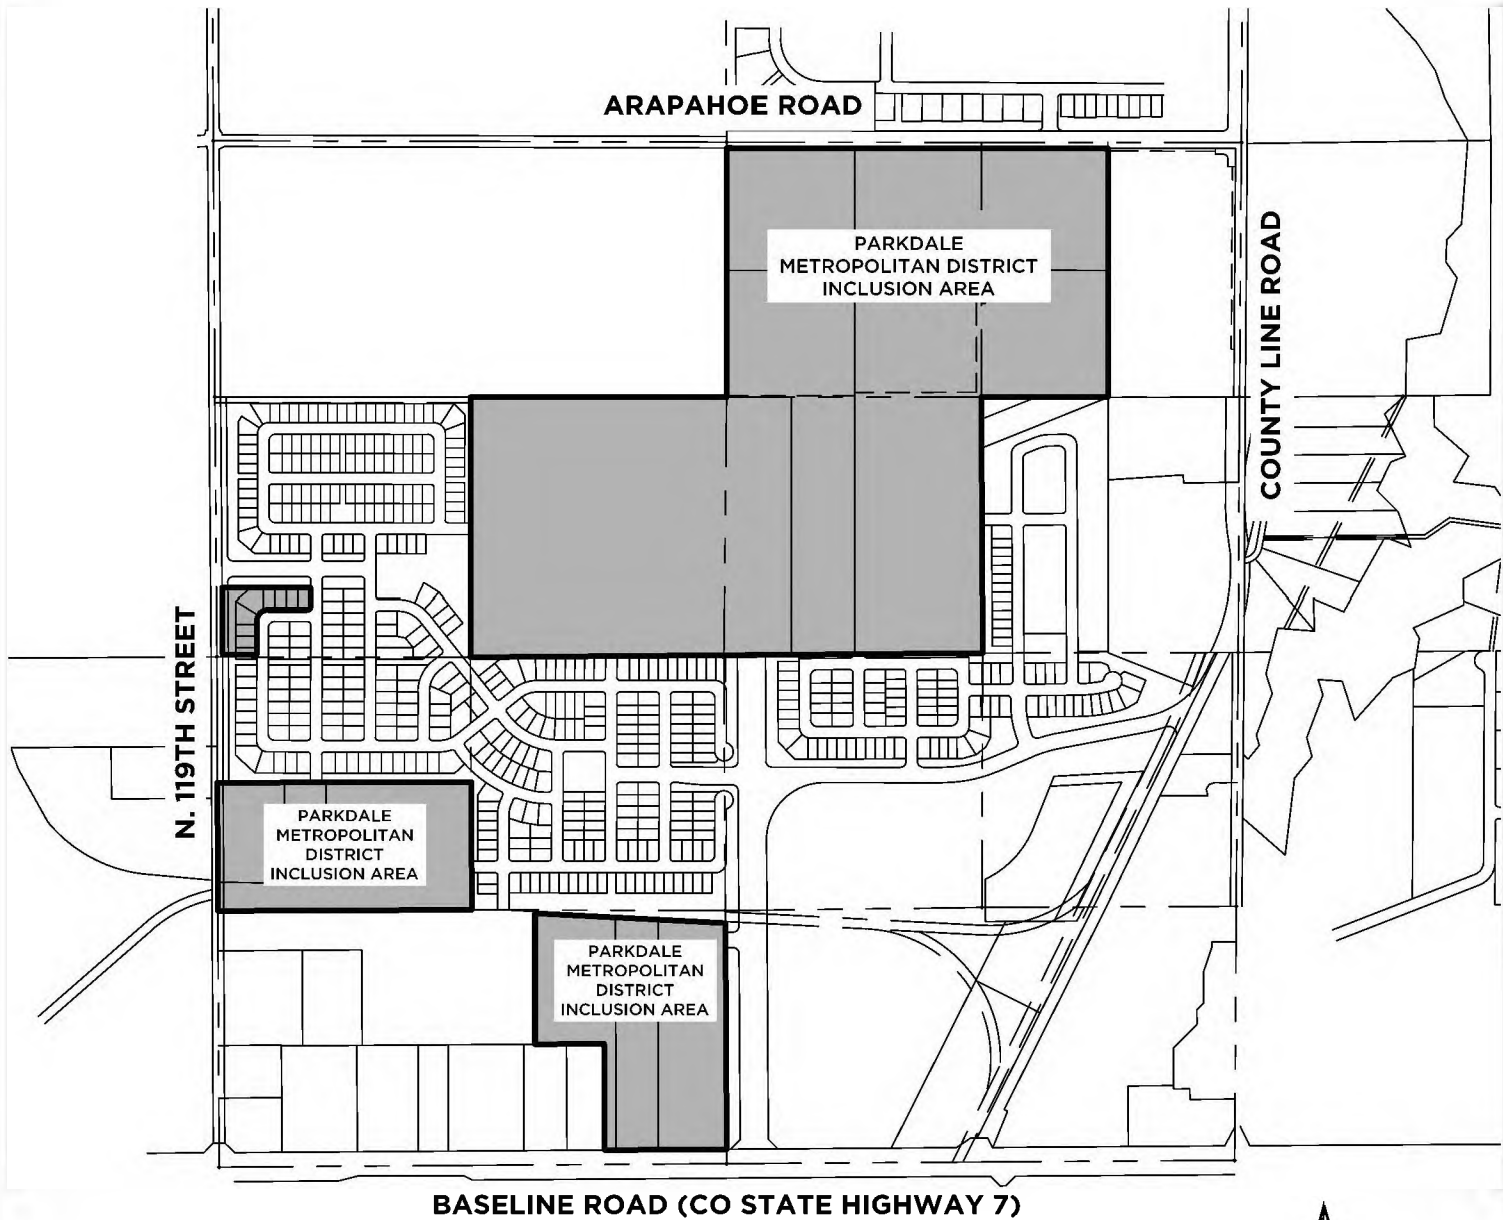 ARAPAHOE ROAD
PARKDALE
METROPOLITAN DISTRICT
INCLUSION AREA
COUNTY LINE ROAD
N. 119TH STREET
PARKDALE
METROPOLITAN
DISTRICT
INCLUSION AREA
PARKDALE
METROPOLITAN
DISTRICT
INCLUSION AREA
BASELINE ROAD (CO STATE HIGHWAY 7)